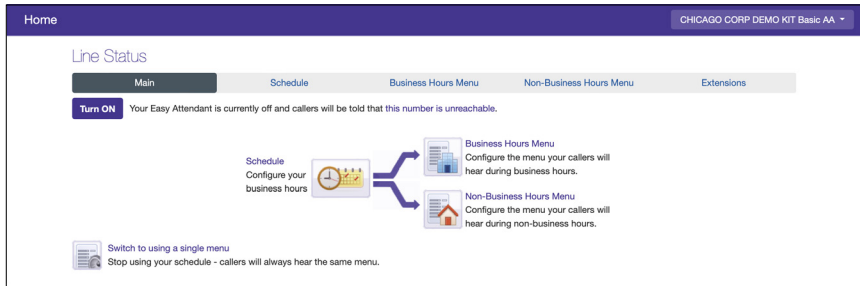 Home
CHICAGO CORP DEMO KIT Basic AA
Line Status
Main
Schedule
Business Hours Menu
Non-Business Hours Menu
Extensions
Turn ON
Your Easy Attendant is currently off and callers will be told that this number is unreachable.
Schedule
Configure your
business hours
Business Hours Menu
Configure the menu your callers will
hear during business hours.
Non-Business Hours Menu
Configure the menu your callers will
hear during non-business hours.
Switch to using a single menu
Stop using your schedule - callers will always hear the same menu.